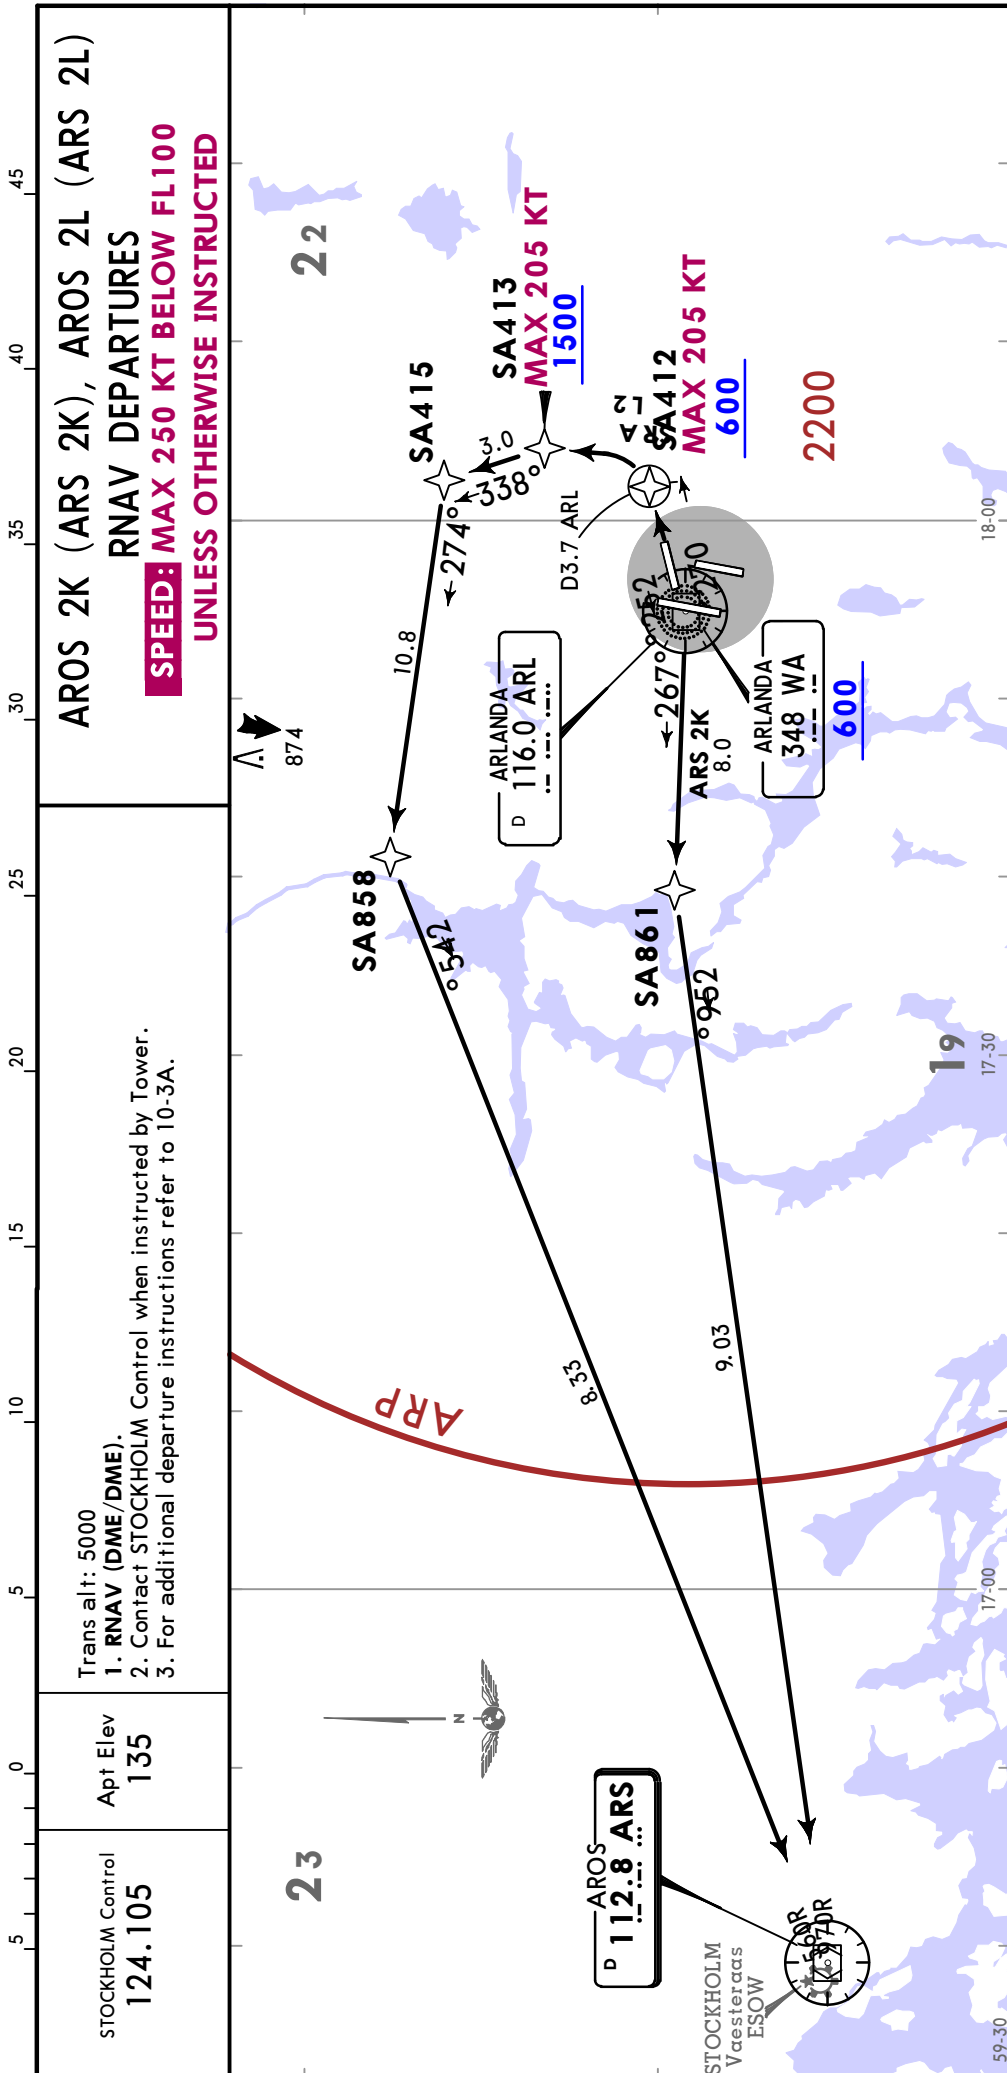 AROS 2K (ARS 2K), AROS 2L (ARS 2L)
RNAV DEPARTURES
SPEED: MAX 250 KT BELOW FL100
UNLESS OTHERWISE INSTRUCTED
STOCKHOLM Control
124.105
Apt Elev
135
Trans alt: 5000
1. RNAV (DME/DME).
2. Contact STOCKHOLM Control when instructed by Tower.
3. For additional departure instructions refer to 10-3A.
5
0
5
10
15
20
25
30
35
40
45
874
22
23
19
SA415
SA413
MAX 205 KT
1500
3.0
338°
274°
10.8
SA412
MAX 205 KT
600
2200
D3.7 ARL
ARLANDA
D 116.0 ARL
267°
ARS 2K
8.0
ARLANDA
348 WA
600
SA858
SA861
8.33
9.03
ARP
N
AROS
D 112.8 ARS
STOCKHOLM
Vaesteraas
ESOW
18-00
17-30
17-00
59-30